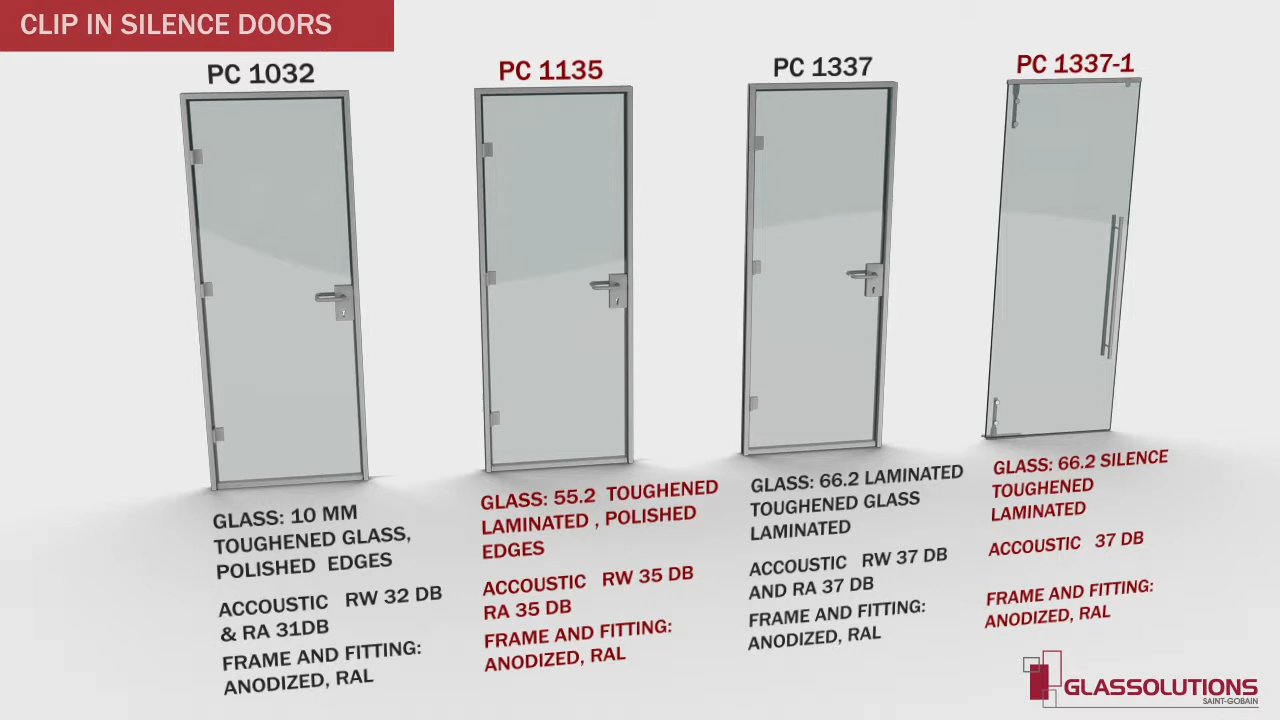 CLIP IN SILENCE DOORS
PC 1032
GLASS: 10 MM
TOUGHENED GLASS,
POLISHED EDGES
ACCOUSTIC RW 32 DB
& RA 31DB
FRAME AND FITTING:
ANODIZED, RAL
PC 1135
GLASS: 55.2 TOUGHENED
LAMINATED , POLISHED
EDGES
ACCOUSTIC RW 35 DB
RA 35 DB
FRAME AND FITTING:
ANODIZED, RAL
PC 1337
GLASS: 66.2 LAMINATED
TOUGHENED GLASS
LAMINATED
ACCOUSTIC RW 37 DB
AND RA 37 DB
FRAME AND FITTING:
ANODIZED, RAL
PC 1337-1
GLASS: 66.2 SILENCE
TOUGHENED
LAMINATED
ACCOUSTIC 37 DB
FRAME AND FITTING:
ANODIZED, RAL
GLASSOLUTIONS
SAINT-GOBAIN